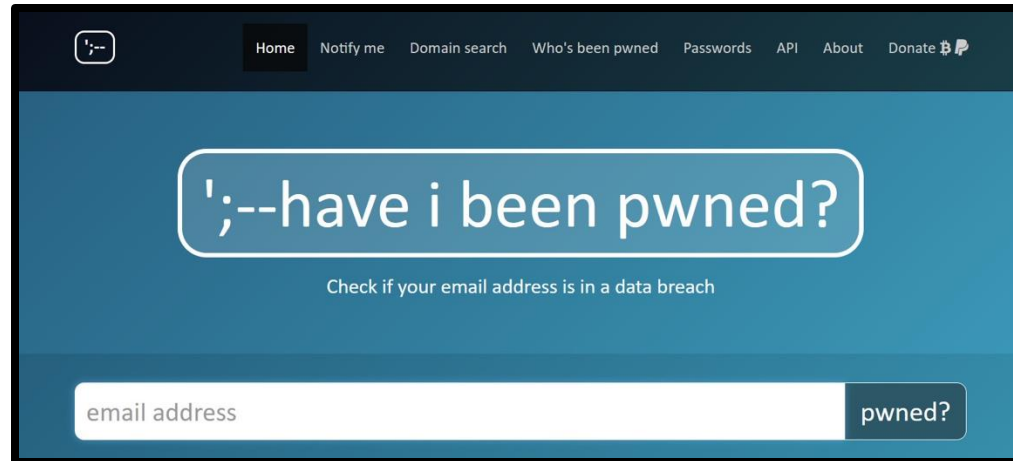 ';--
Home Notify me Domain search Who's been pwned Passwords API About Donate ₿
';--have i been pwned?
Check if your email address is in a data breach
email address pwned?